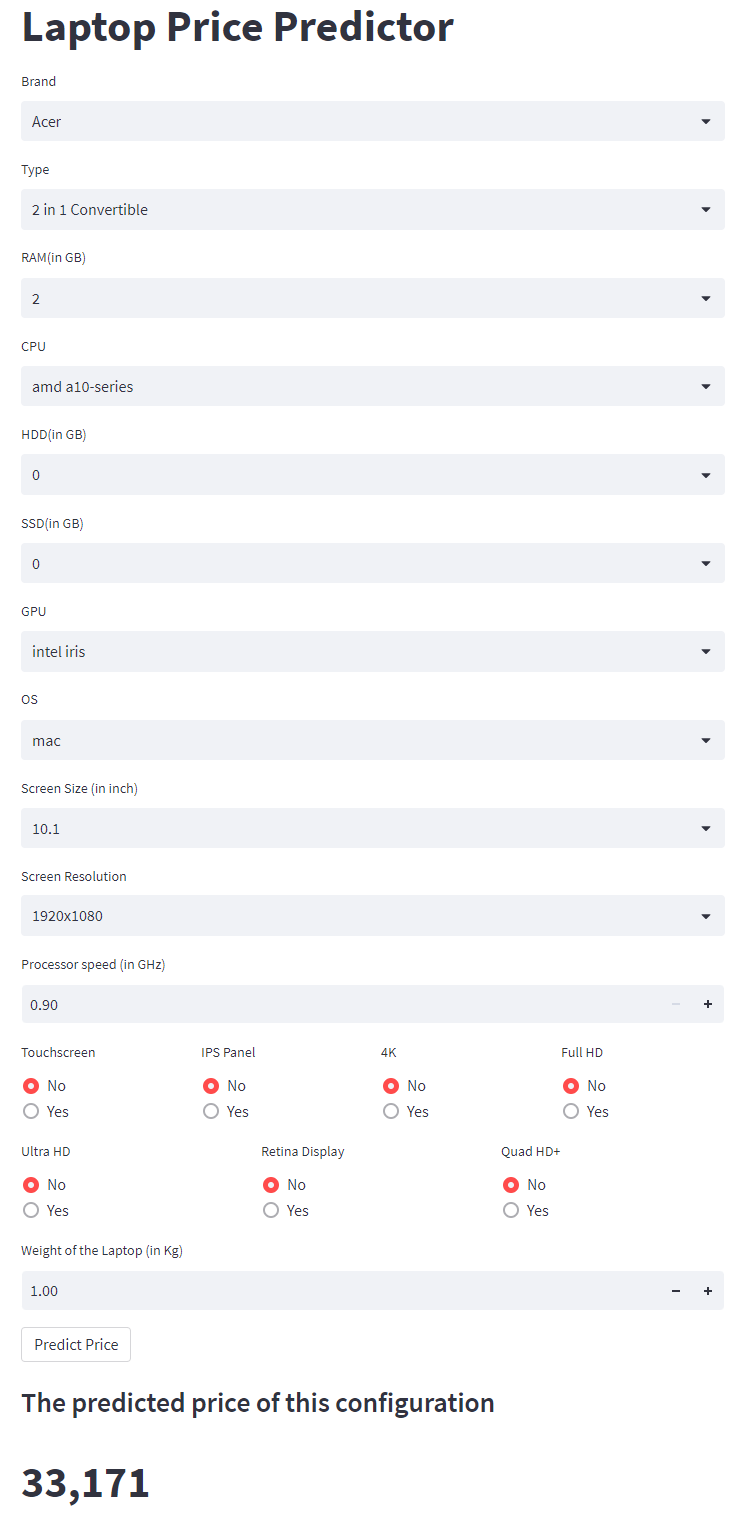 Laptop Price Predictor
Brand
Acer
Type
2 in 1 Convertible
RAM(in GB)
2
CPU
amd a10-series
HDD(in GB)
0
SSD(in GB)
0
GPU
intel iris
OS
mac
Screen Size (in inch)
10.1
Screen Resolution
1920x1080
Processor speed (in GHz)
0.90 − +
Touchscreen IPS Panel 4K Full HD
No No No No
Yes Yes Yes Yes
Ultra HD Retina Display Quad HD+
No No No
Yes Yes Yes
Weight of the Laptop (in Kg)
1.00 − +
Predict Price
The predicted price of this configuration
33,171